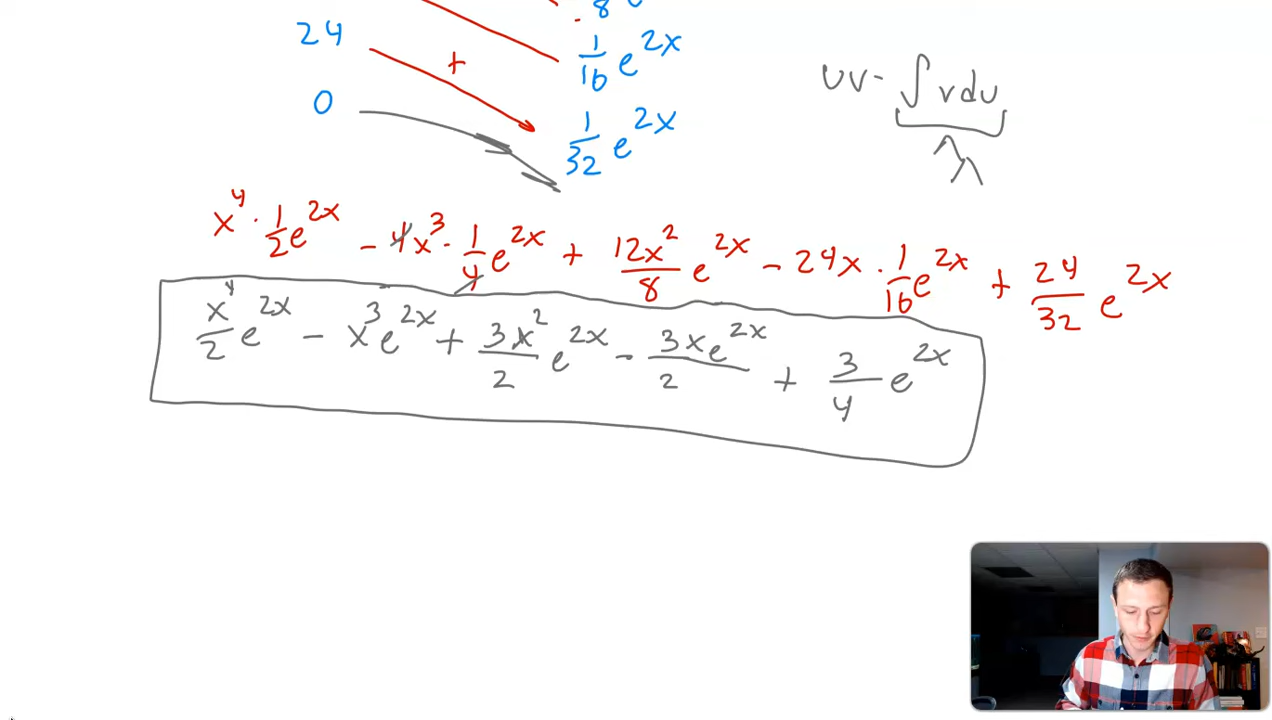 8
24 + 1/16 e^{2x}
uv - ∫ v du
0 1/32 e^{2x}
x^4 · 1/2 e^{2x} - 4x^3 · 1/4 e^{2x} + 12x^2/8 e^{2x} - 24x · 1/16 e^{2x} + 24/32 e^{2x}
x^4/2 e^{2x} - x^3 e^{2x} + 3x^2/2 e^{2x} - 3xe^{2x}/2 + 3/4 e^{2x}